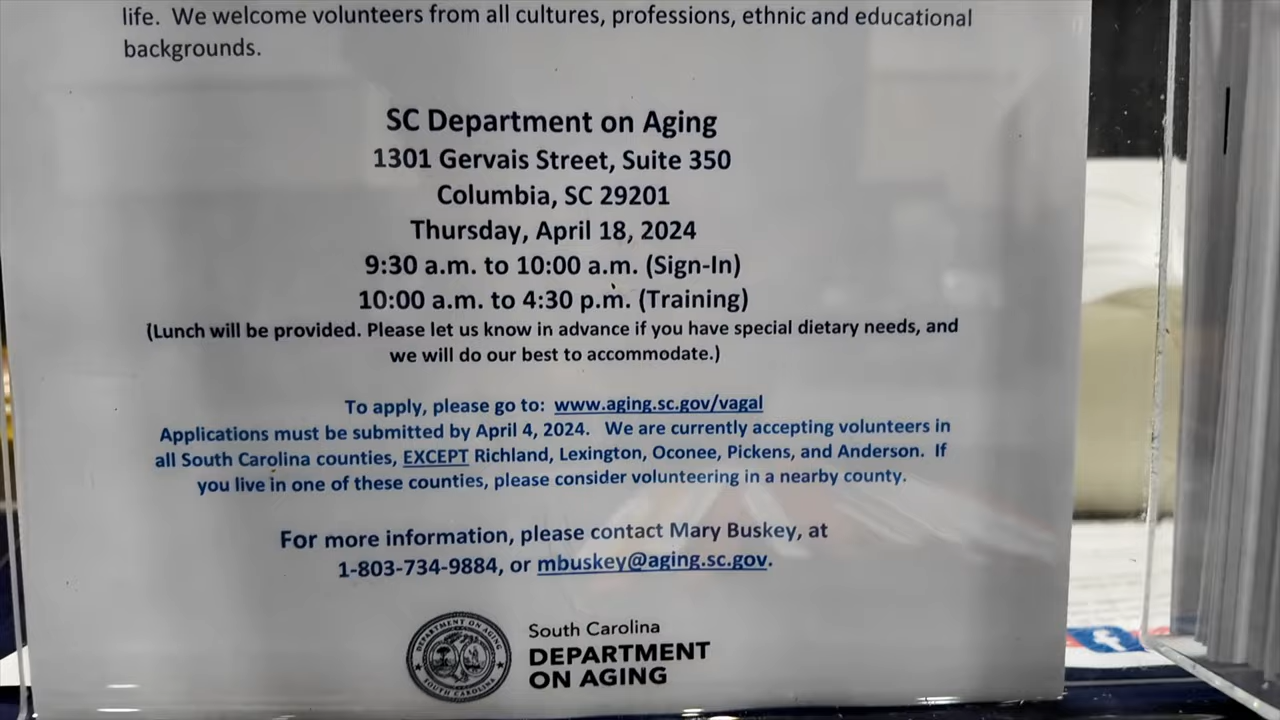 life. We welcome volunteers from all cultures, professions, ethnic and educational
backgrounds.
SC Department on Aging
1301 Gervais Street, Suite 350
Columbia, SC 29201
Thursday, April 18, 2024
9:30 a.m. to 10:00 a.m. (Sign-In)
10:00 a.m. to 4:30 p.m. (Training)
(Lunch will be provided. Please let us know in advance if you have special dietary needs, and
we will do our best to accommodate.)
To apply, please go to: www.aging.sc.gov/vagal
Applications must be submitted by April 4, 2024. We are currently accepting volunteers in
all South Carolina counties, EXCEPT Richland, Lexington, Oconee, Pickens, and Anderson. If
you live in one of these counties, please consider volunteering in a nearby county.
For more information, please contact Mary Buskey, at
1-803-734-9884, or mbuskey@aging.sc.gov.
DEPARTMENT ON AGING
SOUTH CAROLINA
South Carolina
DEPARTMENT
ON AGING